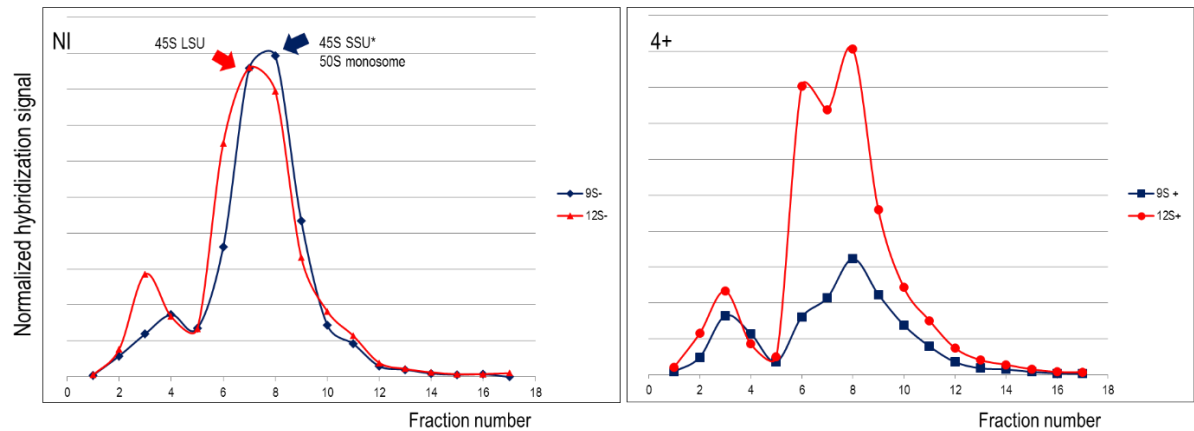 NI
45S LSU
45S SSU*
50S monosome
Normalized hybridization signal
9S-
12S-
0 2 4 6 8 10 12 14 16 18
Fraction number
4+
9S +
12S+
0 2 4 6 8 10 12 14 16 18
Fraction number